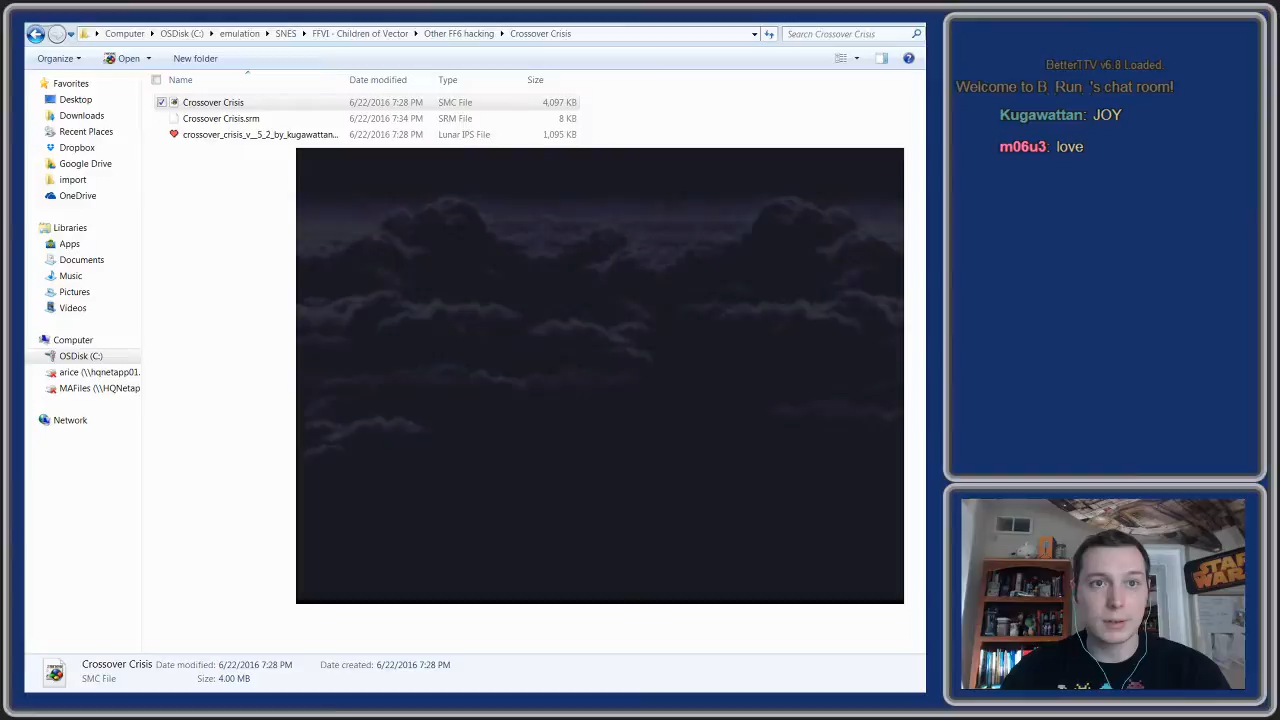 Computer OSDisk (C:) emulation SNES FFVI - Children of Vector Other FF6 hacking Crossover Crisis Search Crossover Crisis
Organize Open New folder
Favorites
Desktop
Downloads
Recent Places
Dropbox
Google Drive
import
OneDrive
Libraries
Apps
Documents
Music
Pictures
Videos
Computer
OSDisk (C:)
arice (\\hqnetapp01.
MAFiles (\\HQNetap
Network
Name Date modified Type Size
Crossover Crisis 6/22/2016 7:28 PM SMC File 4,097 KB
Crossover Crisis.srm 6/22/2016 7:34 PM SRM File 8 KB
crossover_crisis_v__5_2_by_kugawattan... 6/22/2016 7:28 PM Lunar IPS File 1,095 KB
Crossover Crisis Date modified: 6/22/2016 7:28 PM Date created: 6/22/2016 7:28 PM
SMC File Size: 4.00 MB
BetterTTV v6.8 Loaded.
Welcome to B_Run_'s chat room!
Kugawattan: JOY
m06u3: love
STAR
WAR